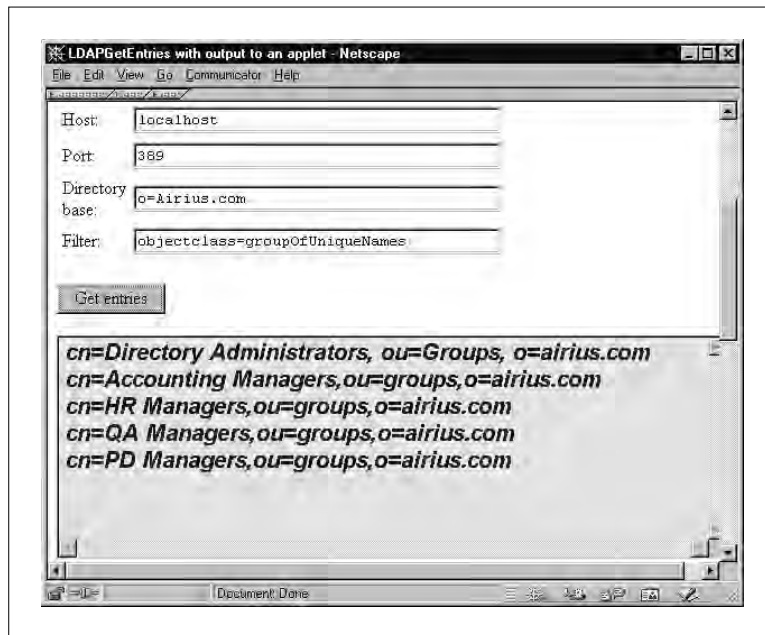 LDAPGetEntries with output to an applet - Netscape
File Edit View Go Communicator Help
Host: localhost
Port: 389
Directory base: o=Airius.com
Filter: objectclass=groupOfUniqueNames
Get entries
cn=Directory Administrators, ou=Groups, o=airius.com
cn=Accounting Managers,ou=groups,o=airius.com
cn=HR Managers,ou=groups,o=airius.com
cn=QA Managers,ou=groups,o=airius.com
cn=PD Managers,ou=groups,o=airius.com
Document: Done